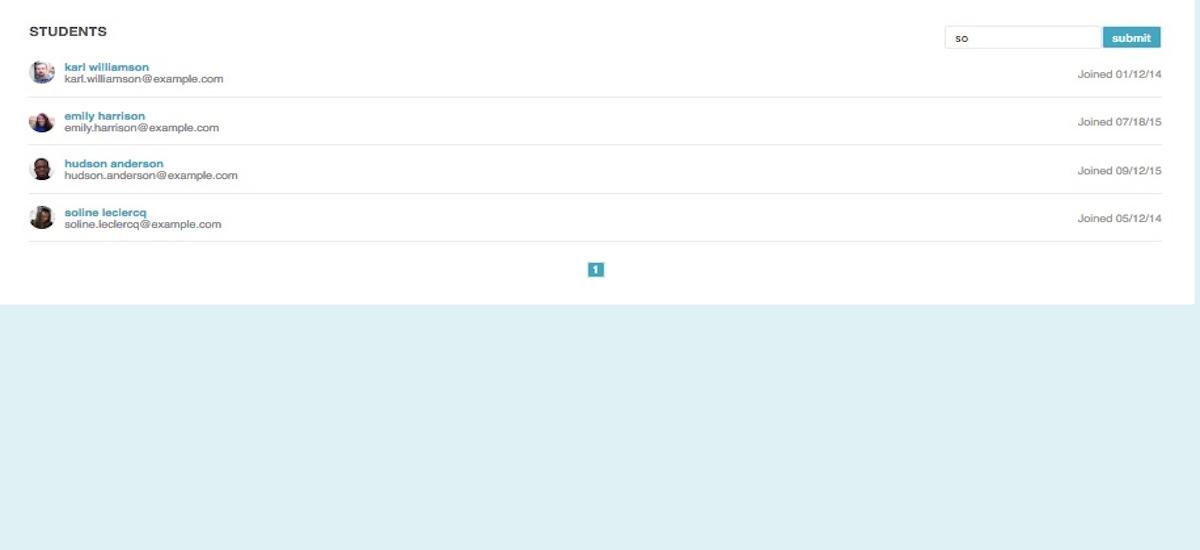 STUDENTS
so
submit
karl williamson
karl.williamson@example.com
Joined 01/12/14
emily harrison
emily.harrison@example.com
Joined 07/18/15
hudson anderson
hudson.anderson@example.com
Joined 09/12/15
soline leclercq
soline.leclercq@example.com
Joined 05/12/14
1